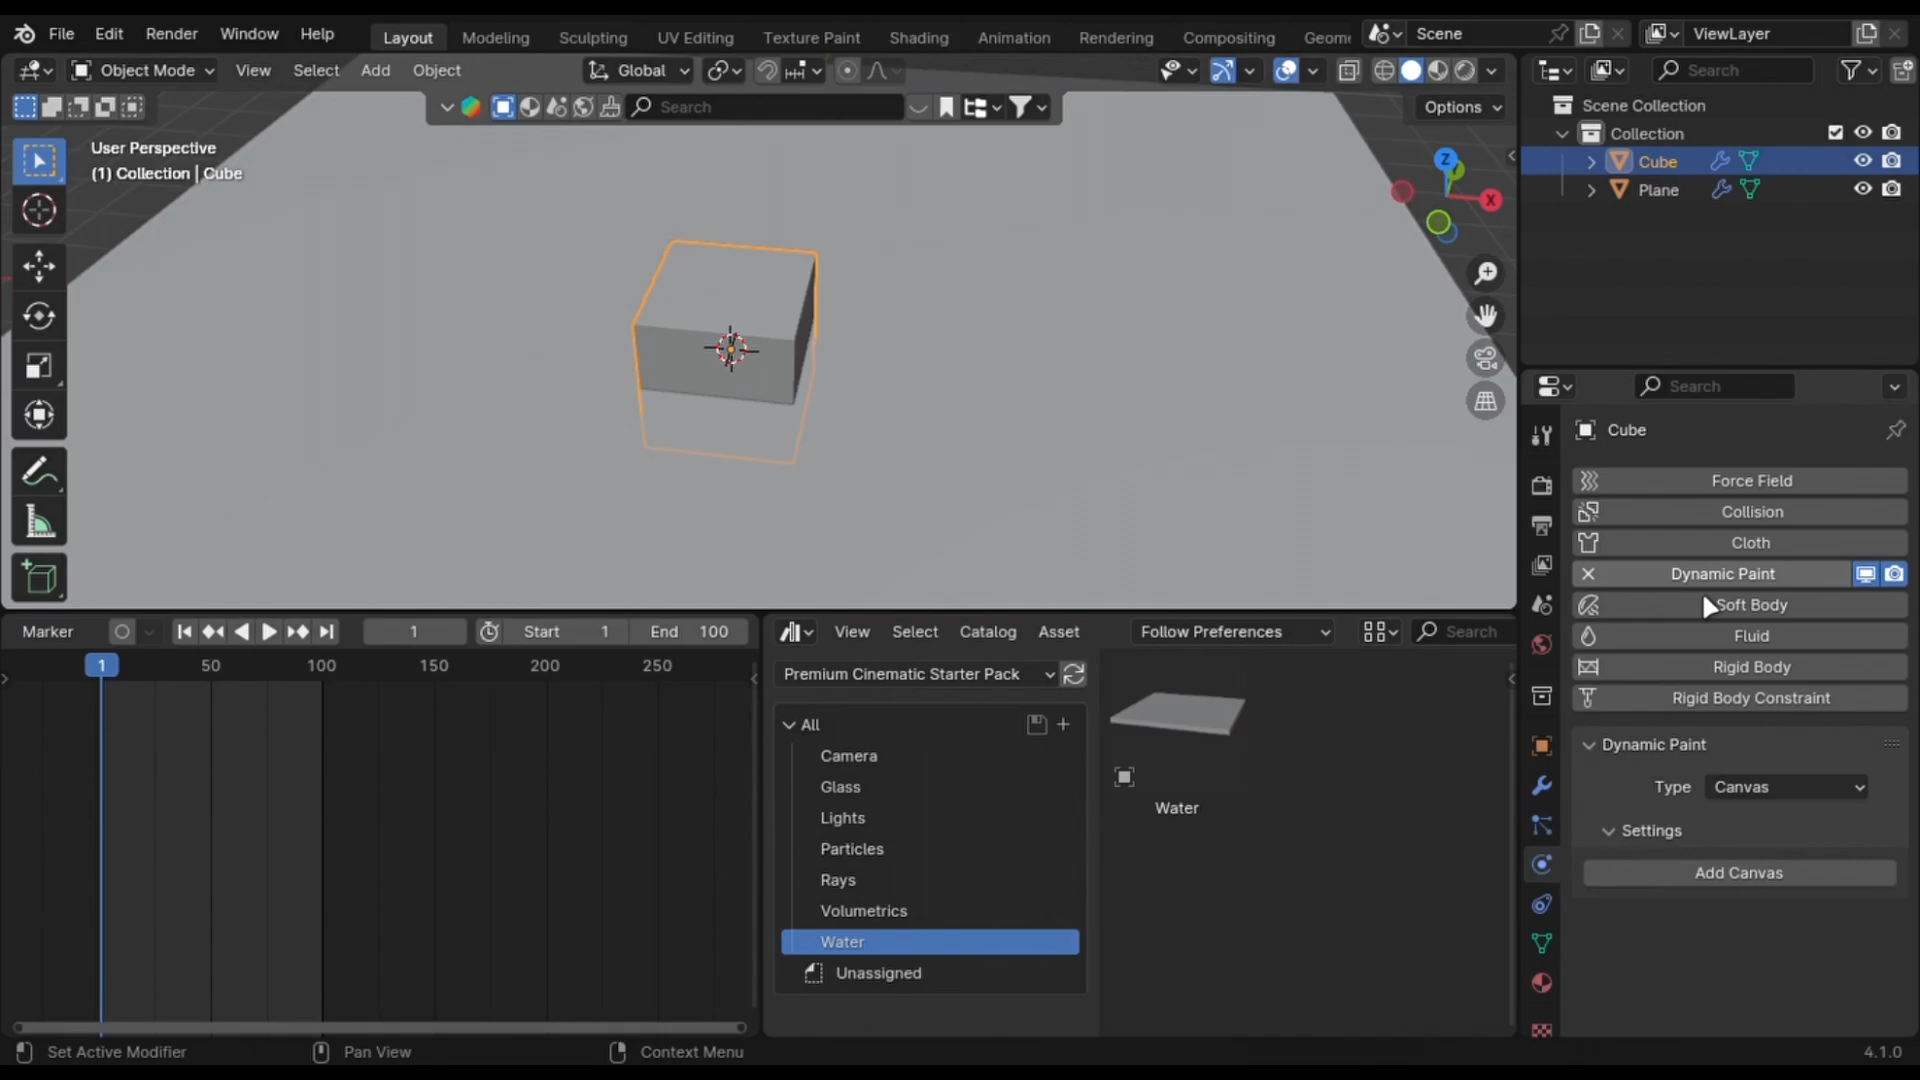 File Edit Render Window Help Layout Modeling Sculpting UV Editing Texture Paint Shading Animation Rendering Compositing Geome Scene ViewLayer
Object Mode View Select Add Object Global Search
Search Options
User Perspective
(1) Collection | Cube
Z
X
Scene Collection
Collection
Cube
Plane
Search
Cube
Force Field
Collision
Cloth
Dynamic Paint
Soft Body
Fluid
Rigid Body
Rigid Body Constraint
Dynamic Paint
Type Canvas
Settings
Add Canvas
Marker 1 Start 1 End 100
1 50 100 150 200 250
View Select Catalog Asset Follow Preferences Search
Premium Cinematic Starter Pack
All
Camera
Glass
Lights
Particles
Rays
Volumetrics
Water
Unassigned
Water
Set Active Modifier Pan View Context Menu 4.1.0